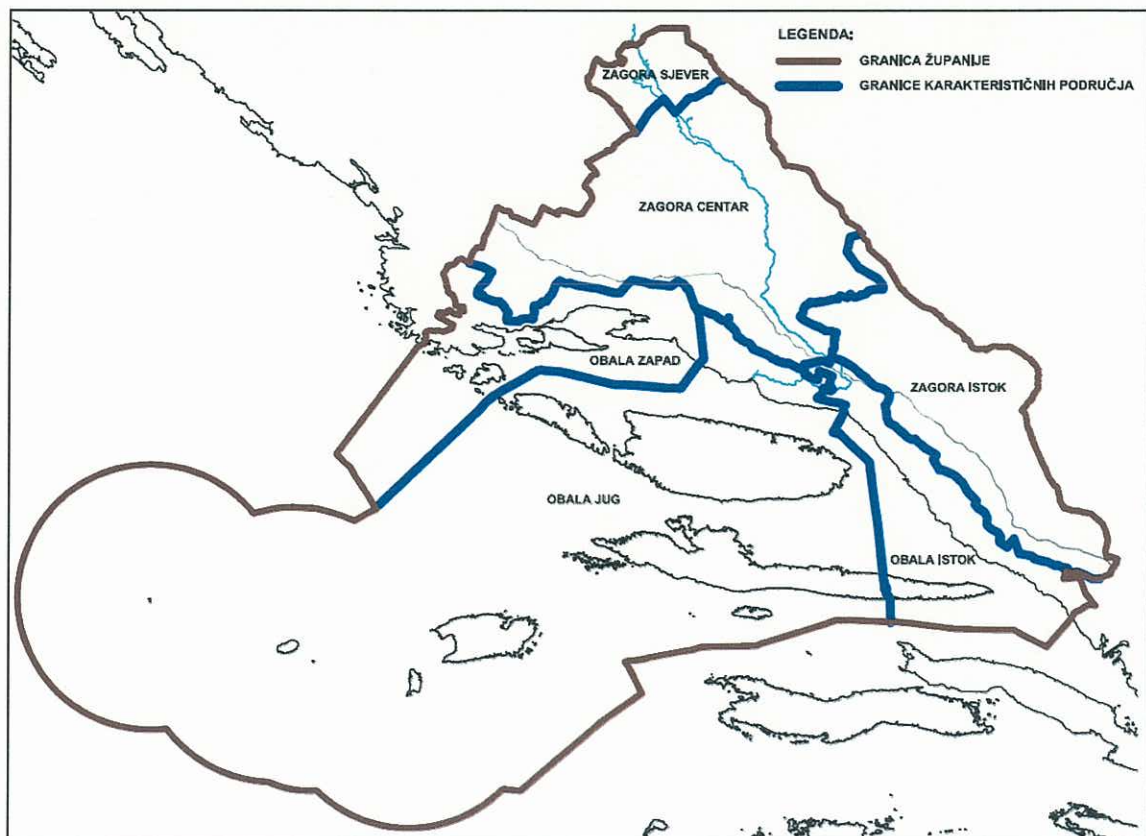 LEGENDA:
GRANICA ŽUPANIJE
GRANICE KARAKTERISTIČNIH PODRUČJA
ZAGORA SJEVER
ZAGORA CENTAR
OBALA ZAPAD
ZAGORA ISTOK
OBALA JUG
OBALA ISTOK